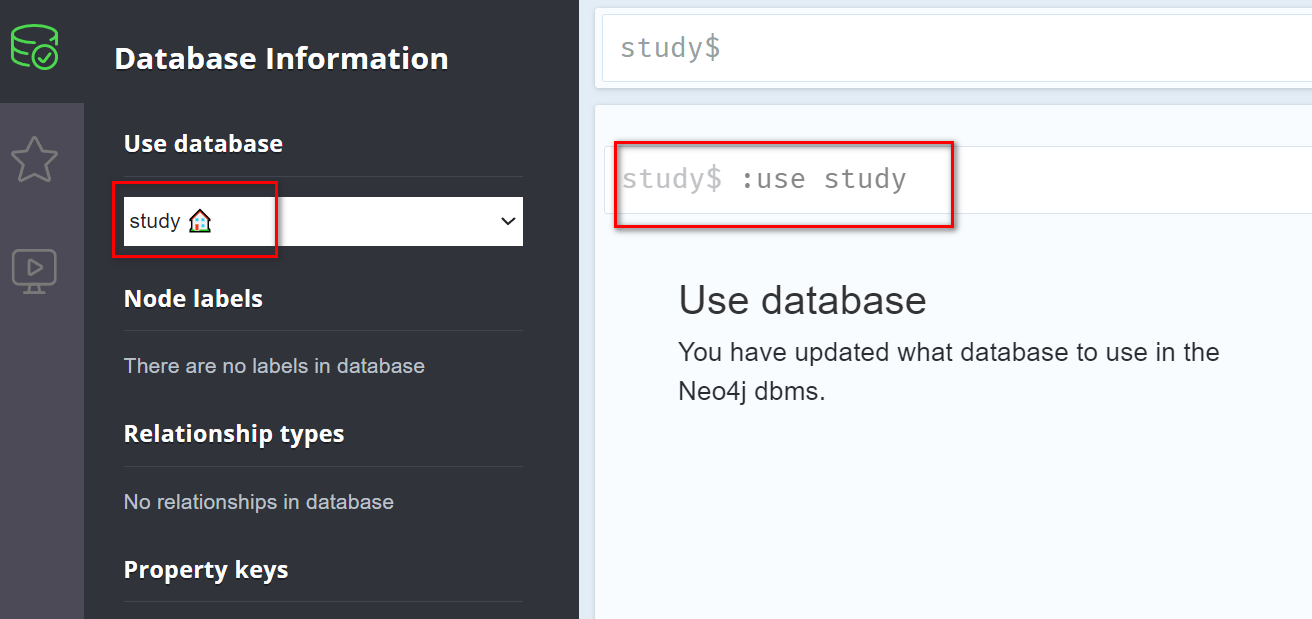 Database Information
Use database
study
Node labels
There are no labels in database
Relationship types
No relationships in database
Property keys
study$
study$ :use study
Use database
You have updated what database to use in the
Neo4j dbms.